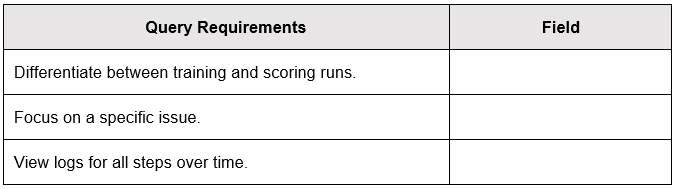 Query Requirements Field
Differentiate between training and scoring runs.
Focus on a specific issue.
View logs for all steps over time.